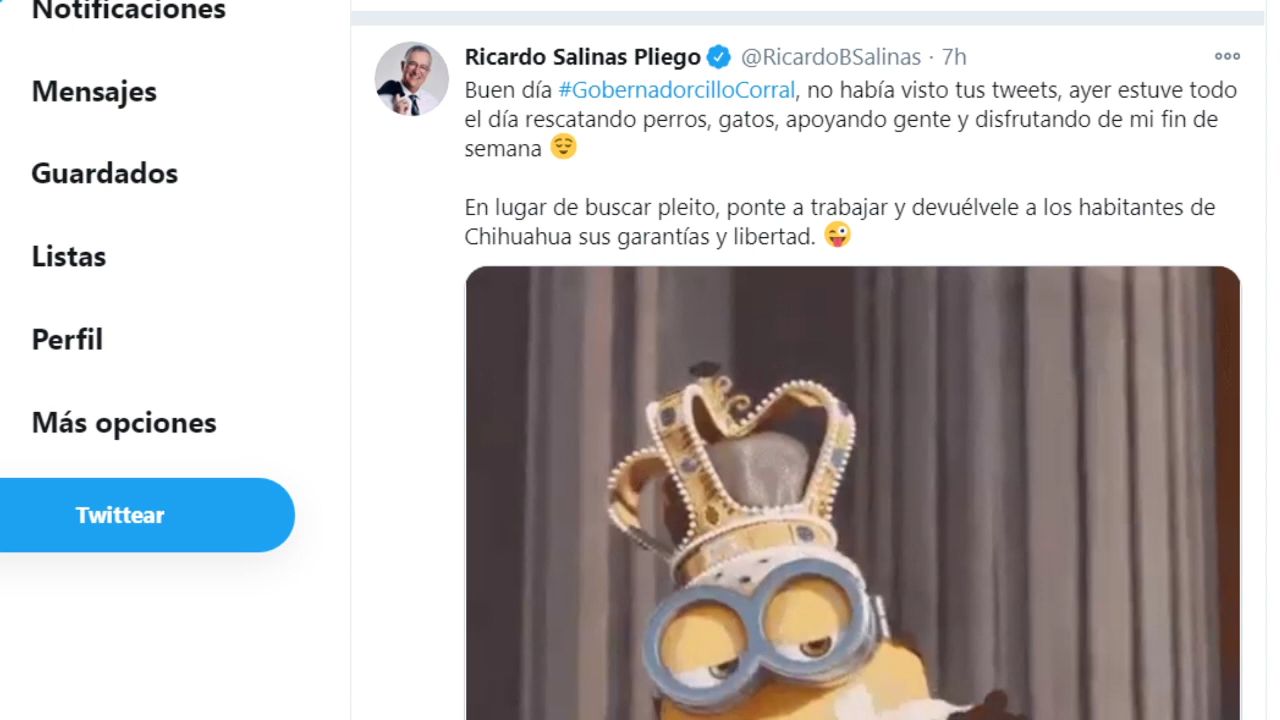 Notificaciones
Mensajes
Guardados
Listas
Perfil
Más opciones
Twittear
Ricardo Salinas Pliego @RicardoBSalinas · 7h
Buen día #GobernadorcilloCorral, no había visto tus tweets, ayer estuve todo
el día rescatando perros, gatos, apoyando gente y disfrutando de mi fin de
semana 😌
En lugar de buscar pleito, ponte a trabajar y devuélvele a los habitantes de
Chihuahua sus garantías y libertad. 😜